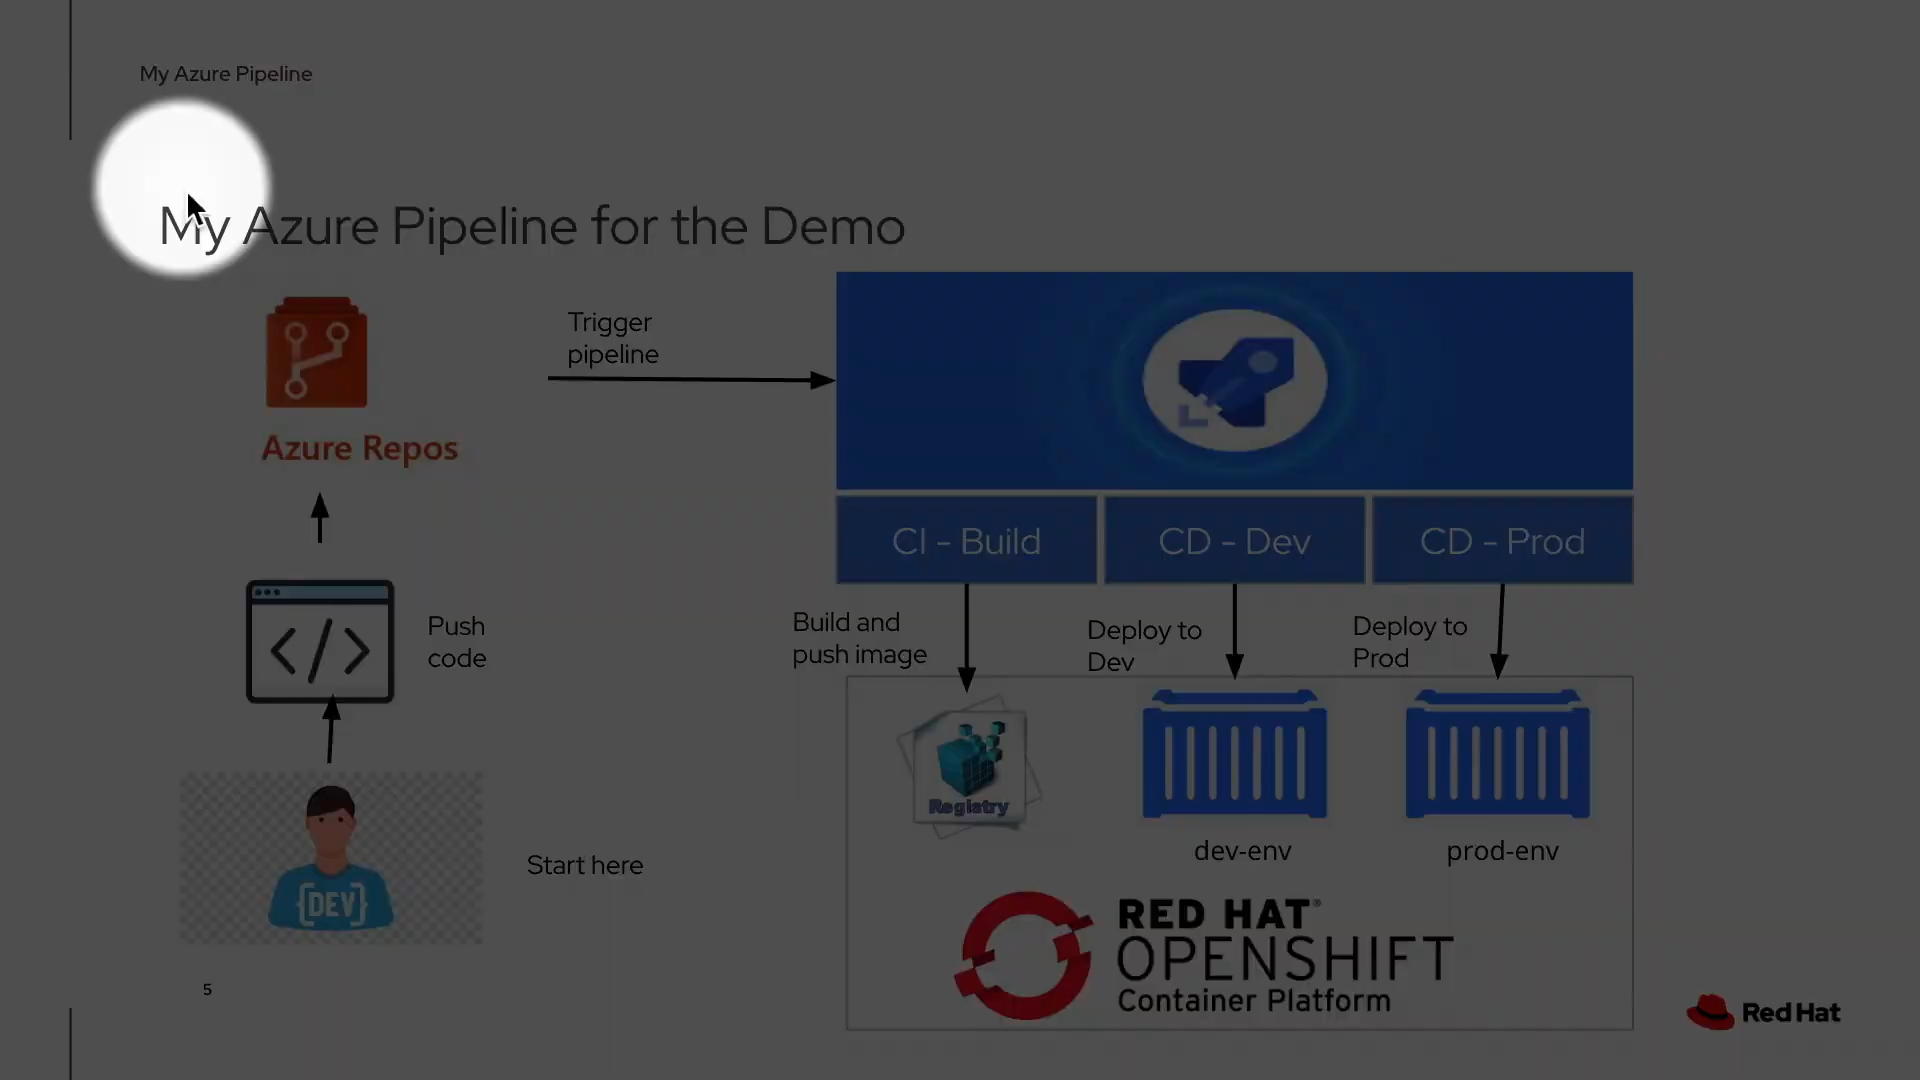 My Azure Pipeline
My Azure Pipeline for the Demo
Trigger
pipeline
Azure Repos
CI - Build
CD - Dev
CD - Prod
Push
code
Build and
push image
Deploy to
Dev
Deploy to
Prod
Registry
dev-env
prod-env
{DEV}
Start here
RED HAT®
OPENSHIFT
Container Platform
5
Red Hat